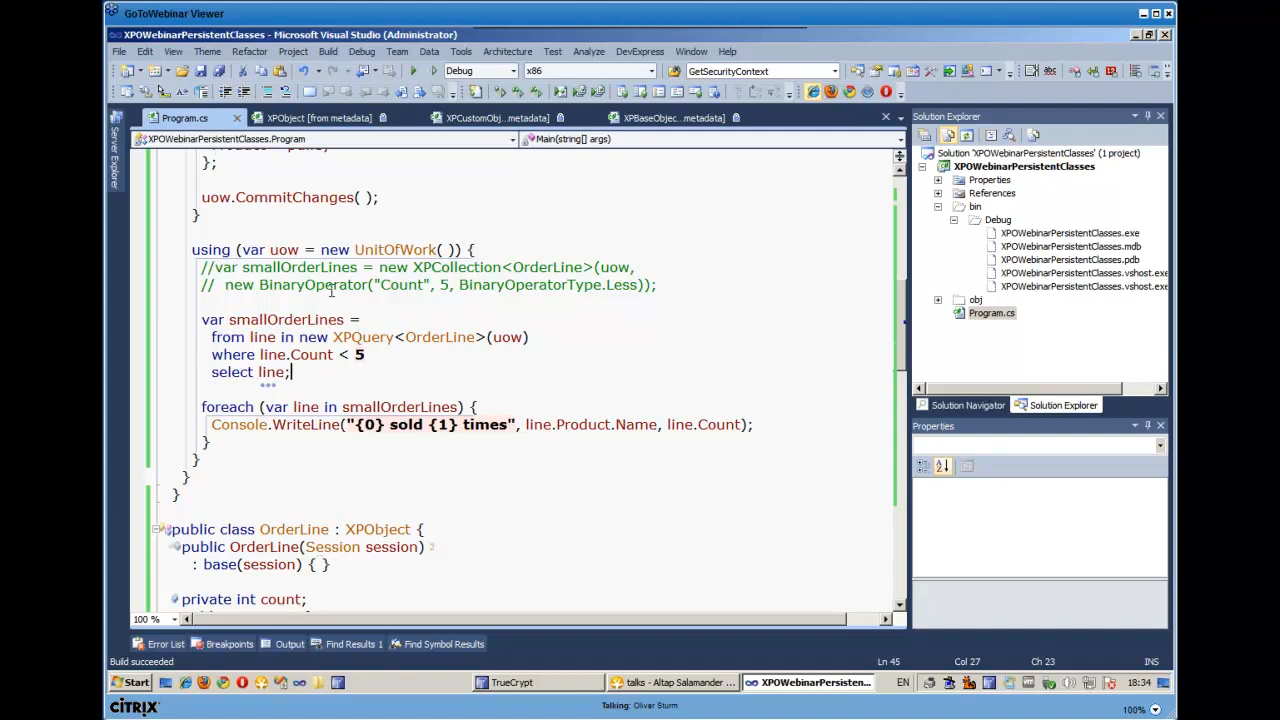 GoToWebinar Viewer
XPOWebinarPersistentClasses - Microsoft Visual Studio (Administrator)
File Edit View Theme Refactor Project Build Debug Team Data Tools Architecture Test Analyze DevExpress Window Help
Debug x86 GetSecurityContext
Program.cs XPObject [from metadata] XPCustomObj...metadata] XPBaseObjec...metadata]
XPOWebinarPersistentClasses.Program Main(string[] args)
};
uow.CommitChanges( );
}
using (var uow = new UnitOfWork( )) {
//var smallOrderLines = new XPCollection<OrderLine>(uow,
// new BinaryOperator("Count", 5, BinaryOperatorType.Less));
var smallOrderLines =
from line in new XPQuery<OrderLine>(uow)
where line.Count < 5
select line;
foreach (var line in smallOrderLines) {
Console.WriteLine("{0} sold {1} times", line.Product.Name, line.Count);
}
}
}
}
public class OrderLine : XPObject {
public OrderLine(Session session)
: base(session) { }
private int count;
100 %
Server Explorer
Solution Explorer
Solution 'XPOWebinarPersistentClasses' (1 project)
XPOWebinarPersistentClasses
Properties
References
bin
Debug
XPOWebinarPersistentClasses.exe
XPOWebinarPersistentClasses.mdb
XPOWebinarPersistentClasses.pdb
XPOWebinarPersistentClasses.vshost.exe
XPOWebinarPersistentClasses.vshost.exe
obj
Program.cs
Solution Navigator Solution Explorer
Properties
Error List Breakpoints Output Find Results 1 Find Symbol Results
Build succeeded Ln 45 Col 27 Ch 23 INS
Start TrueCrypt talks - Altap Salamander ... XPOWebinarPersisten... EN 18:34
CITRIX Talking: Oliver Sturm 100%